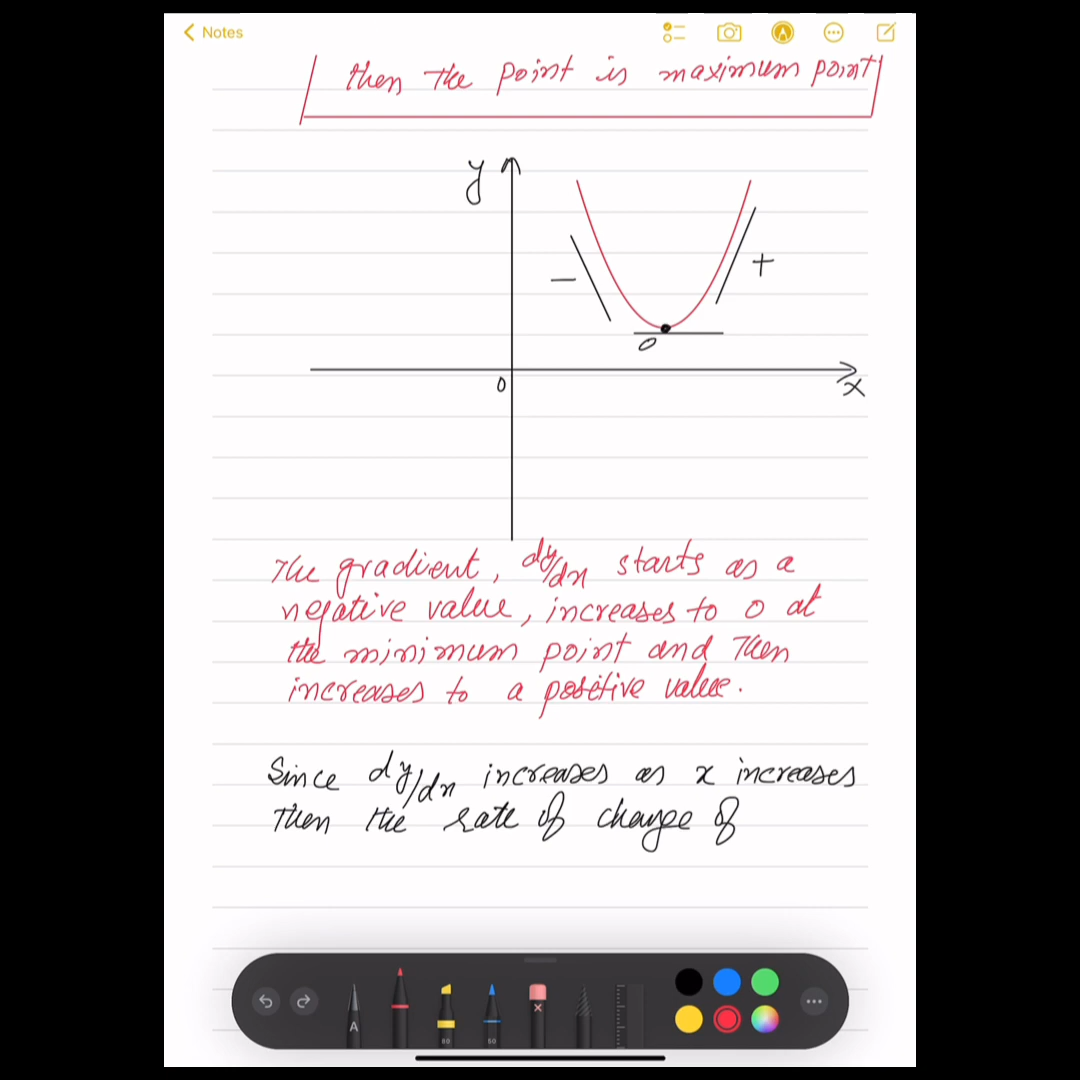 Notes
then the point is maximum point
y
−
+
0
0
x
The gradient, dy/dx starts as a
negative value, increases to 0 at
the minimum point and then
increases to a positive value.
Since dy/dx increases as x increases
then the rate of change of
A
80
50